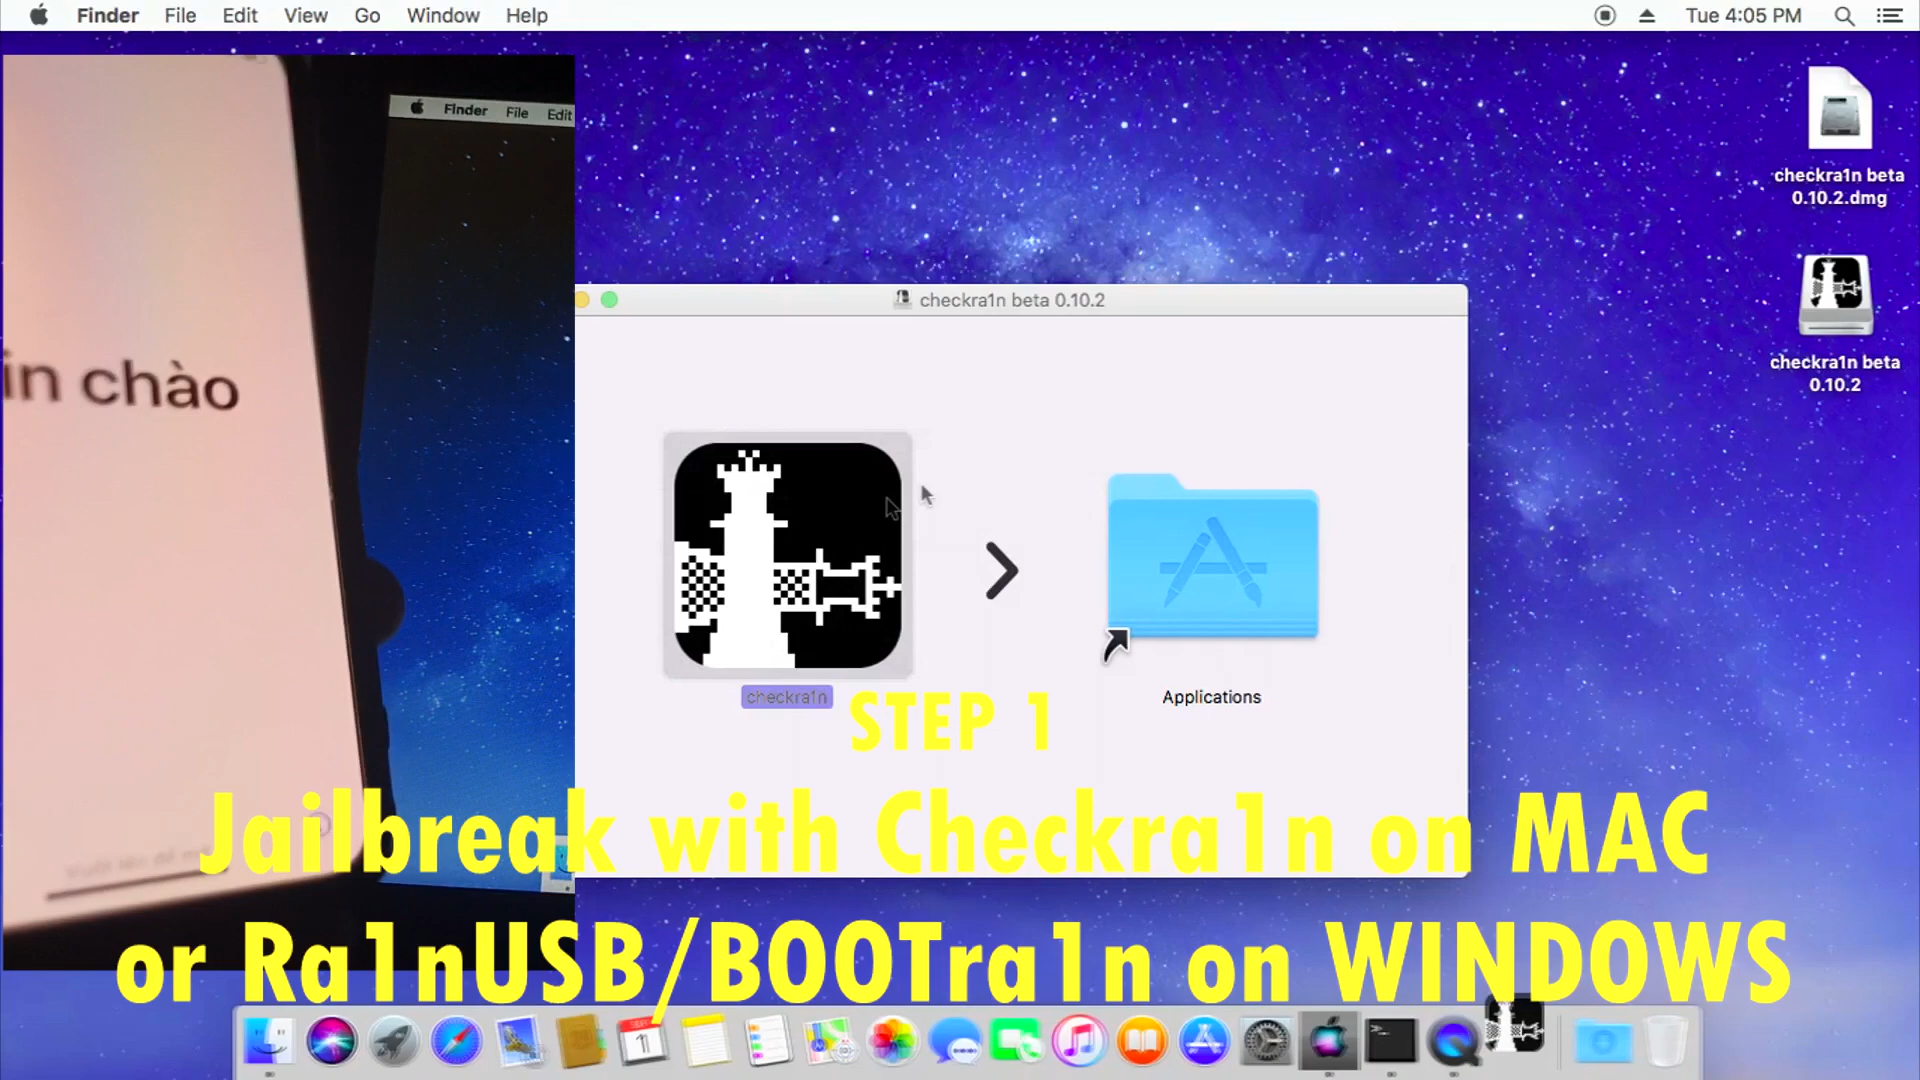 Finder File Edit View Go Window Help
Tue 4:05 PM
Finder File Edit
checkra1n beta
0.10.2.dmg
checkra1n beta 0.10.2
checkra1n beta
0.10.2
in chào
checkra1n
Applications
STEP 1
Jailbreak with Checkra1n on MAC
or Ra1nUSB/BOOTra1n on WINDOWS
1